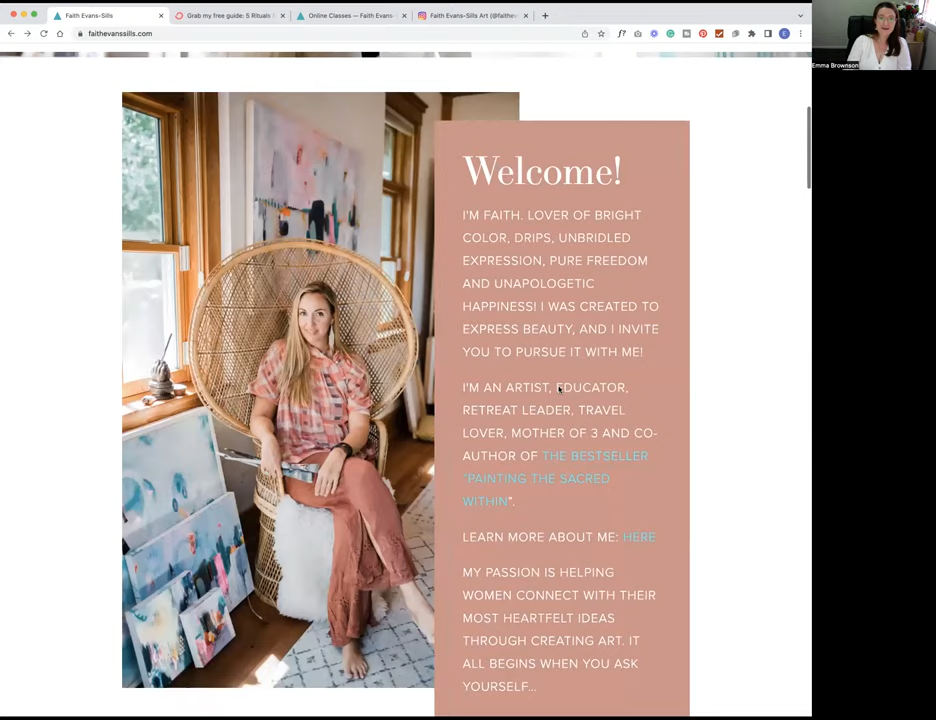 Faith Evans-Sills
Grab my free guide: 5 Rituals
Online Classes — Faith Evans-
Faith Evans-Sills Art (@faithev
faithevanssills.com
Emma Brownson
Welcome!
I'M FAITH. LOVER OF BRIGHT
COLOR, DRIPS, UNBRIDLED
EXPRESSION, PURE FREEDOM
AND UNAPOLOGETIC
HAPPINESS! I WAS CREATED TO
EXPRESS BEAUTY, AND I INVITE
YOU TO PURSUE IT WITH ME!
I'M AN ARTIST, EDUCATOR,
RETREAT LEADER, TRAVEL
LOVER, MOTHER OF 3 AND CO-
AUTHOR OF THE BESTSELLER
"PAINTING THE SACRED
WITHIN".
LEARN MORE ABOUT ME: HERE
MY PASSION IS HELPING
WOMEN CONNECT WITH THEIR
MOST HEARTFELT IDEAS
THROUGH CREATING ART. IT
ALL BEGINS WHEN YOU ASK
YOURSELF...